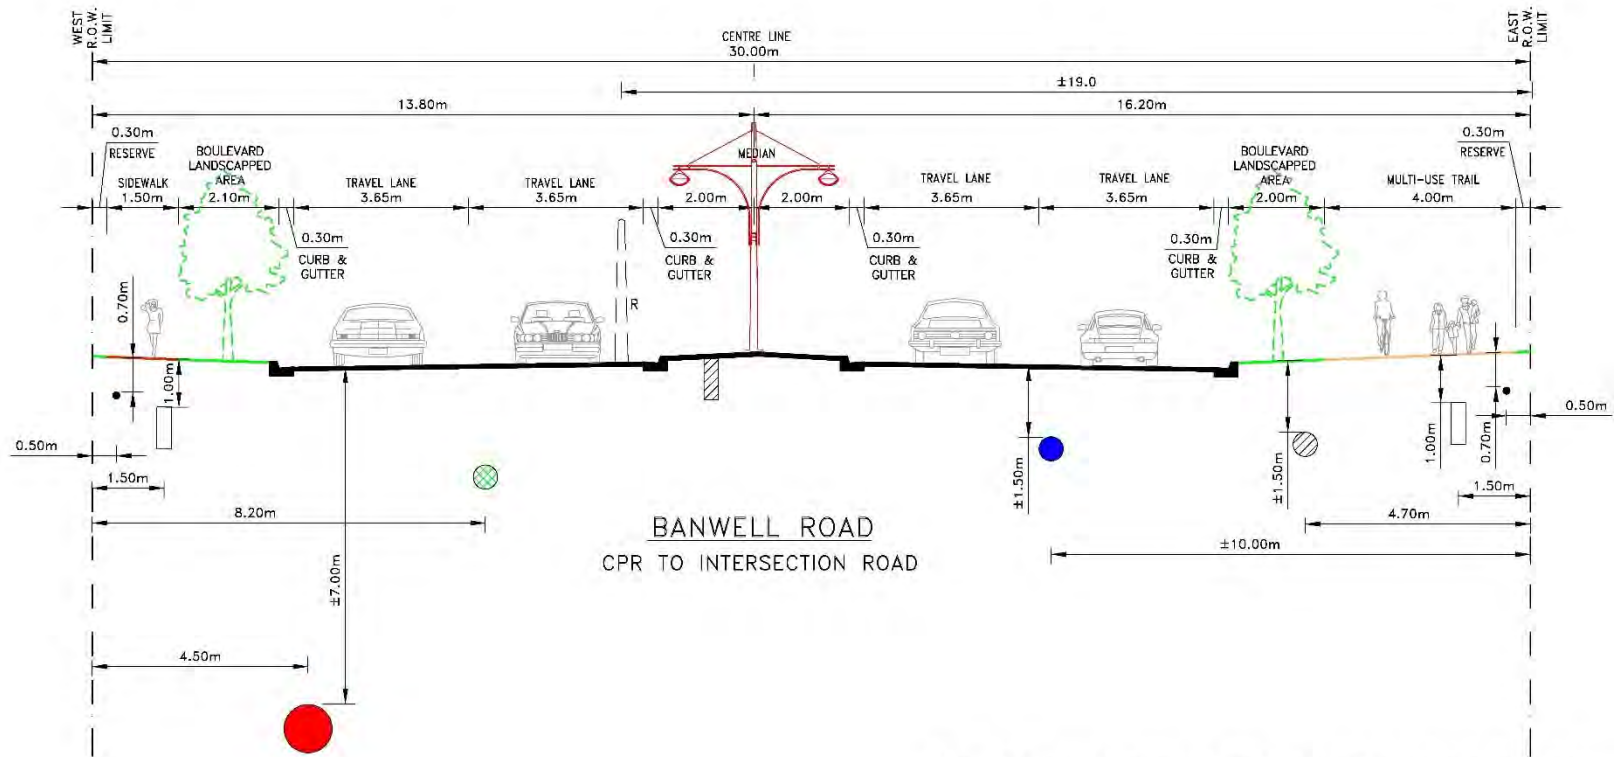 WEST
R.O.W.
LIMIT
EAST
R.O.W.
LIMIT
CENTRE LINE
30.00m
±19.0
13.80m
16.20m
0.30m
RESERVE
BOULEVARD
LANDSCAPPED
AREA
MEDIAN
BOULEVARD
LANDSCAPPED
AREA
0.30m
RESERVE
SIDEWALK
1.50m
2.10m
TRAVEL LANE
3.65m
TRAVEL LANE
3.65m
2.00m
2.00m
TRAVEL LANE
3.65m
TRAVEL LANE
3.65m
2.00m
MULTI-USE TRAIL
4.00m
0.30m
CURB &
GUTTER
0.30m
CURB &
GUTTER
0.30m
CURB &
GUTTER
0.30m
CURB &
GUTTER
0.70m
R
1.00m
0.50m
1.50m
8.20m
±7.00m
4.50m
±1.50m
±1.50m
1.00m
0.70m
0.50m
1.50m
4.70m
±10.00m
BANWELL ROAD
CPR TO INTERSECTION ROAD